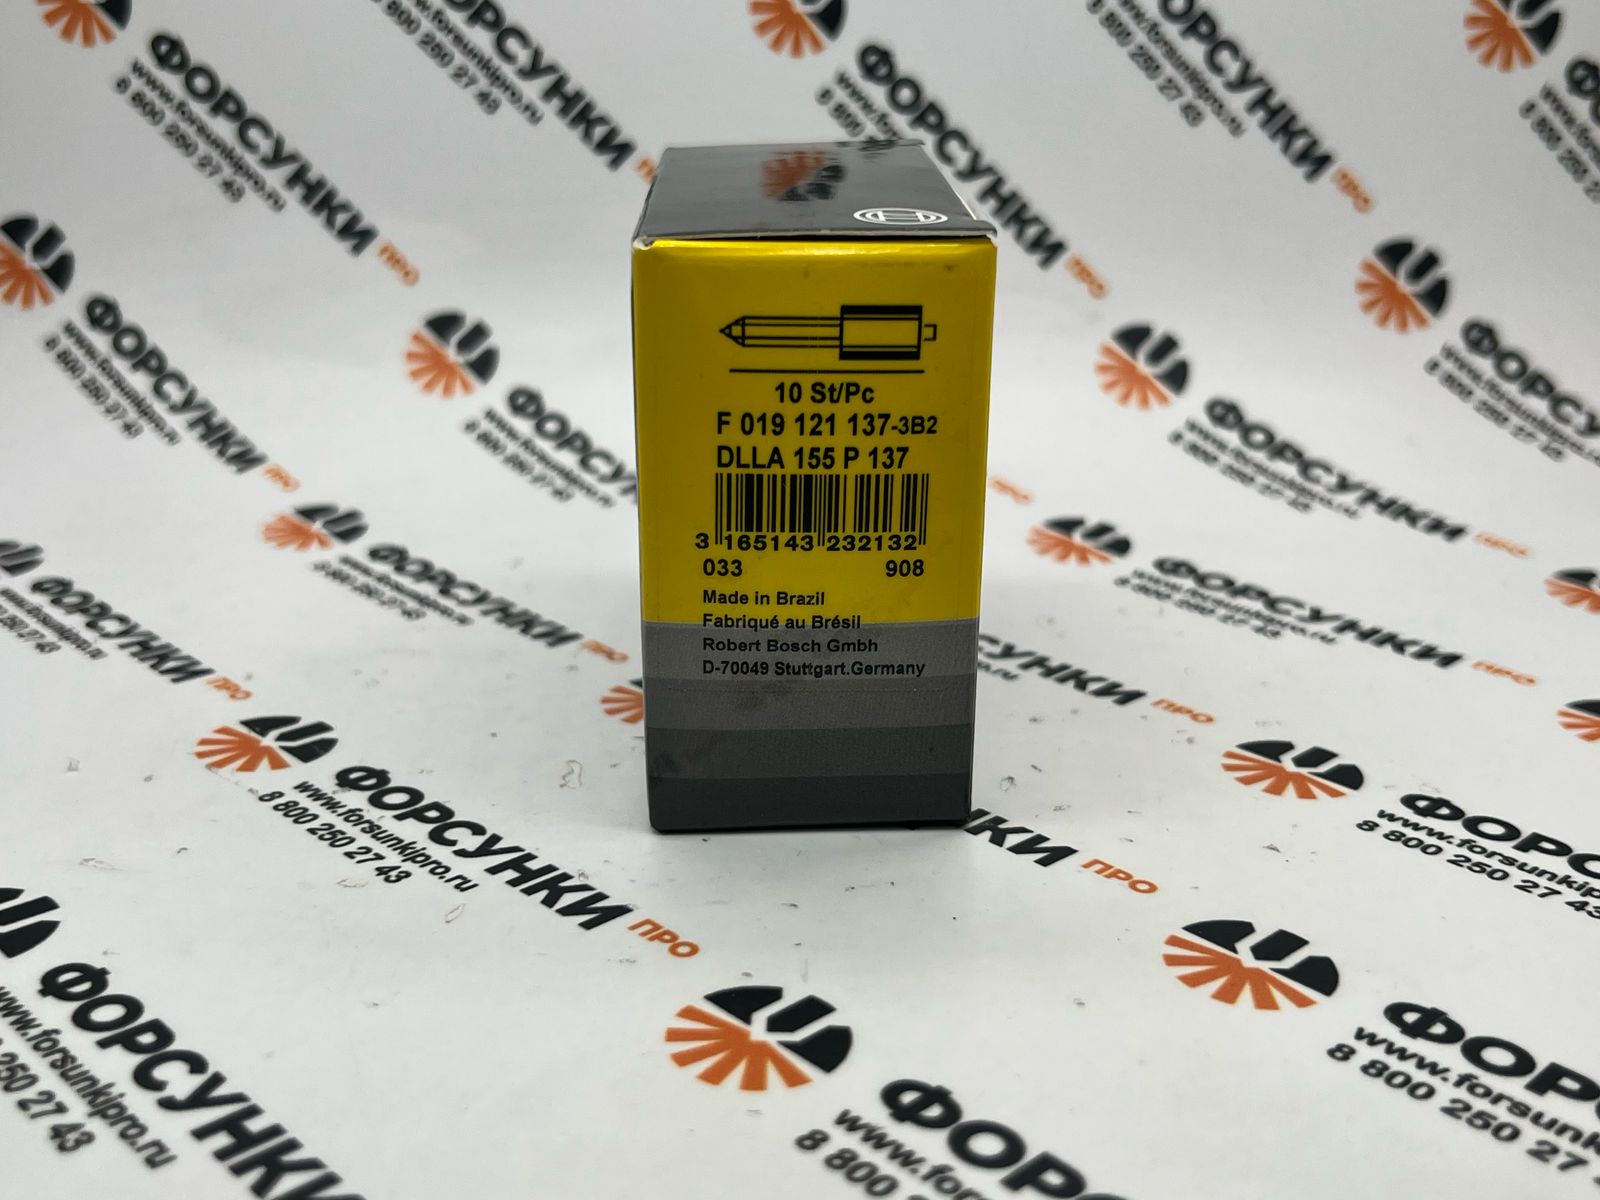 10 St/Pc
F 019 121 137-3B2
DLLA 155 P 137
3 165143 232132
033 908
Made in Brazil
Fabriqué au Brésil
Robert Bosch Gmbh
D-70049 Stuttgart.Germany
ФОРСУНКИ ПРО
www.forsunkipro.ru
8 800 250 27 43